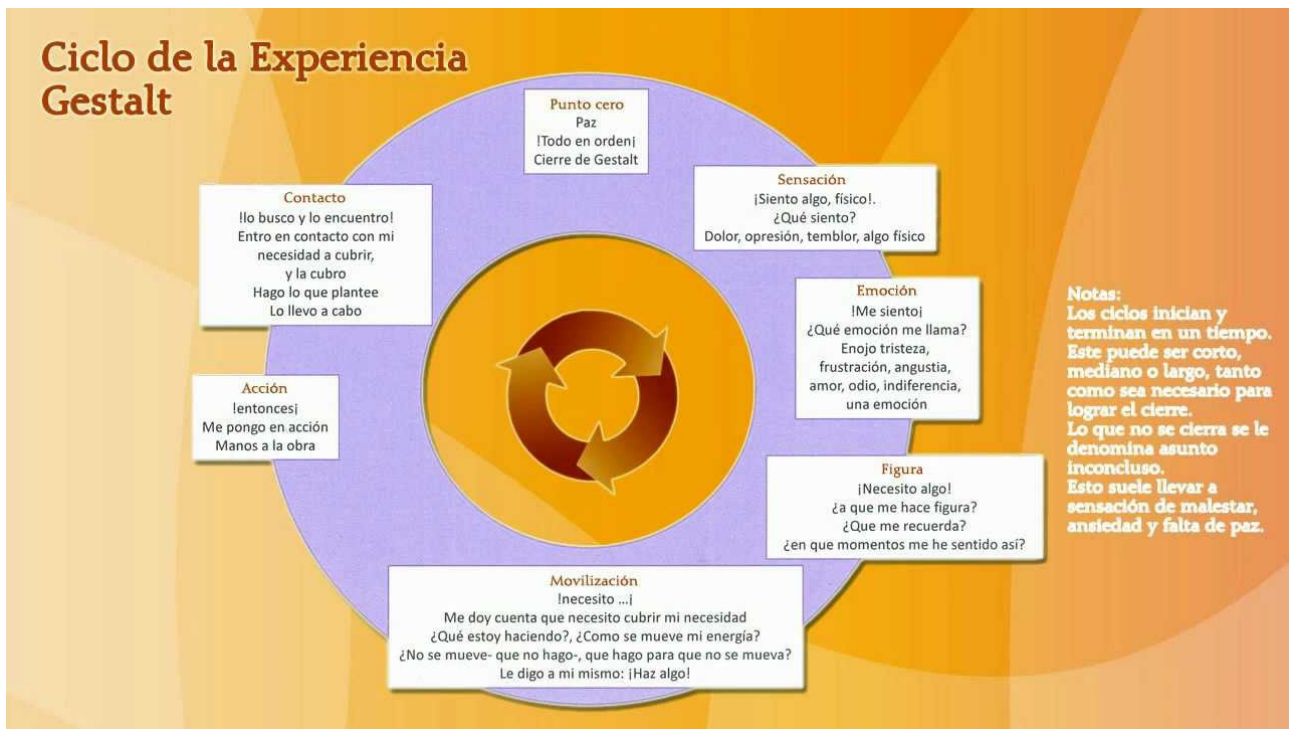 Ciclo de la Experiencia
Gestalt
Punto cero
Paz
!Todo en orden¡
Cierre de Gestalt
Sensación
¡Siento algo, físico!.
¿Qué siento?
Dolor, opresión, temblor, algo físico
Emoción
!Me siento¡
¿Qué emoción me llama?
Enojo tristeza,
frustración, angustia,
amor, odio, indiferencia,
una emoción
Figura
¡Necesito algo!
¿a que me hace figura?
¿Que me recuerda?
¿en que momentos me he sentido así?
Movilización
!necesito ...¡
Me doy cuenta que necesito cubrir mi necesidad
¿Qué estoy haciendo?, ¿Como se mueve mi energía?
¿No se mueve- que no hago-, que hago para que no se mueva?
Le digo a mi mismo: ¡Haz algo!
Acción
!entonces¡
Me pongo en acción
Manos a la obra
Contacto
!lo busco y lo encuentro!
Entro en contacto con mi
necesidad a cubrir,
y la cubro
Hago lo que plantee
Lo llevo a cabo
Notas:
Los ciclos inician y
terminan en un tiempo.
Este puede ser corto,
mediano o largo, tanto
como sea necesario para
lograr el cierre.
Lo que no se cierra se le
denomina asunto
inconcluso.
Esto suele llevar a
sensación de malestar,
ansiedad y falta de paz.